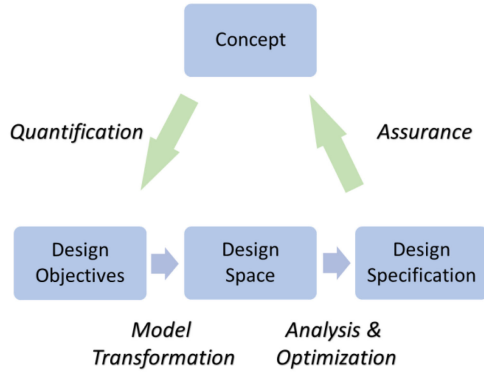 Concept
Quantification
Assurance
Design
Objectives
Design
Space
Design
Specification
Model
Transformation
Analysis &
Optimization